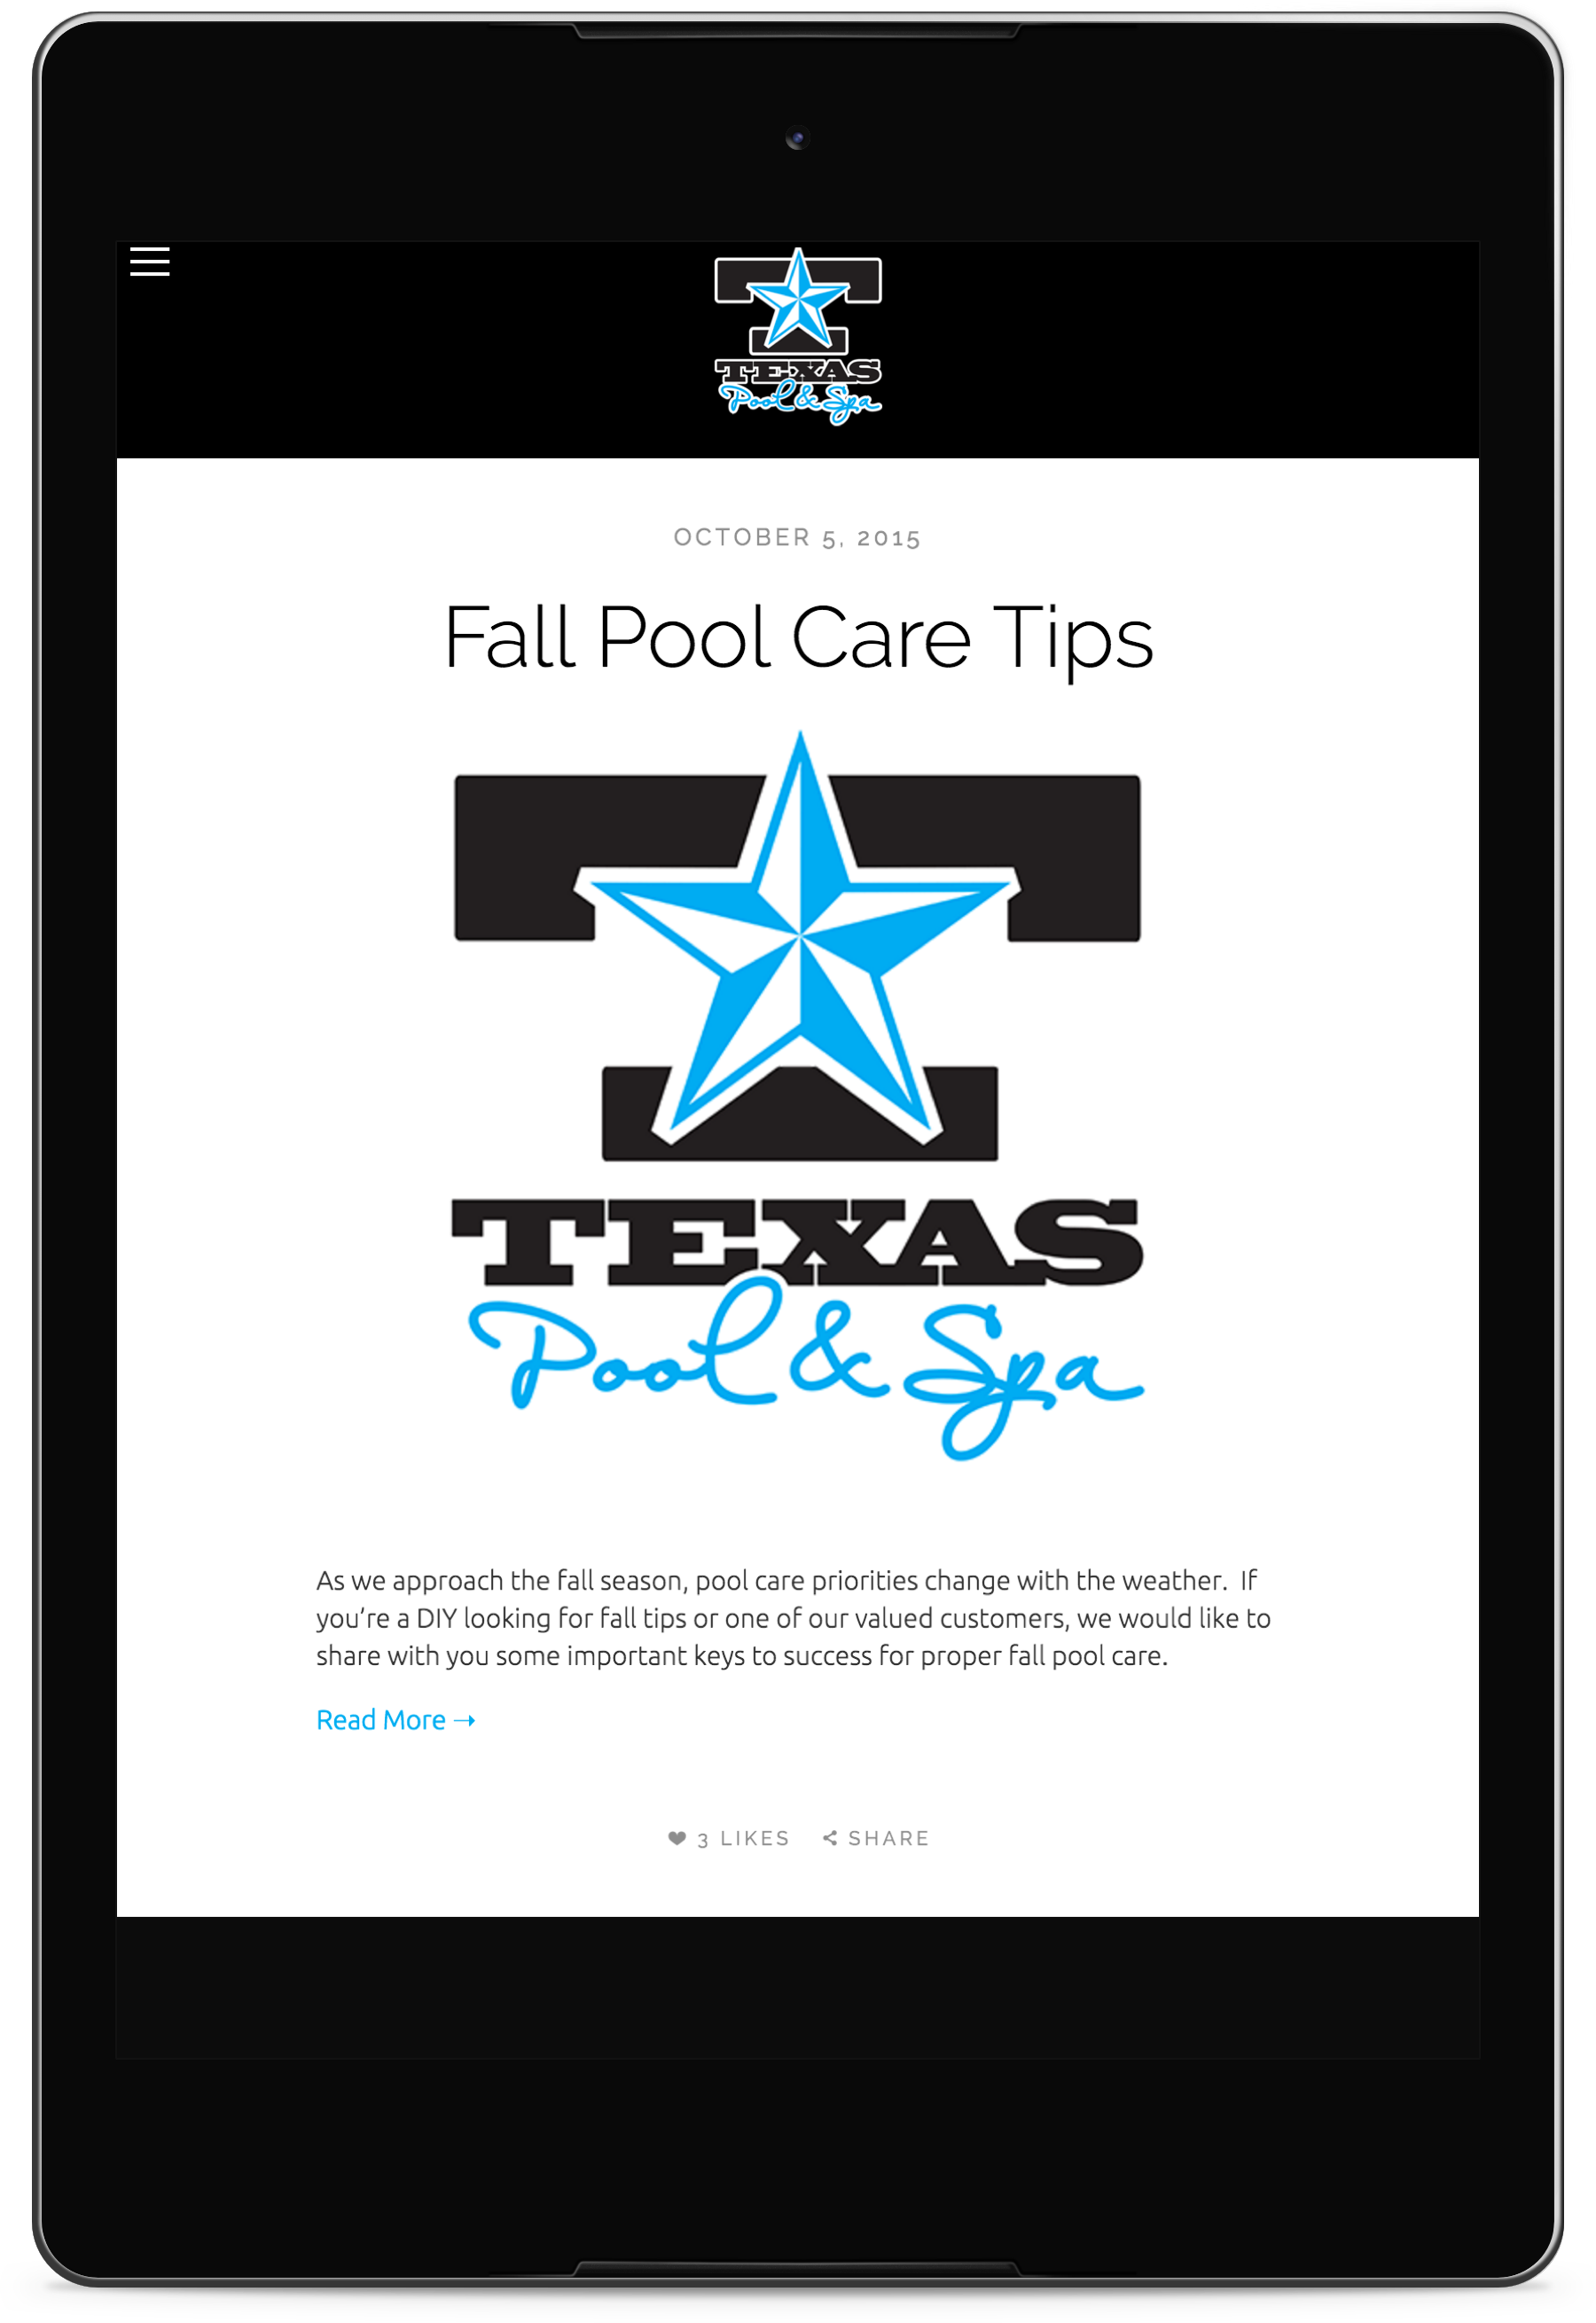 TEXAS
Pool & Spa
OCTOBER 5, 2015
Fall Pool Care Tips
TEXAS
Pool & Spa
As we approach the fall season, pool care priorities change with the weather.  If
you’re a DIY looking for fall tips or one of our valued customers, we would like to
share with you some important keys to success for proper fall pool care.
Read More →
3 LIKES SHARE